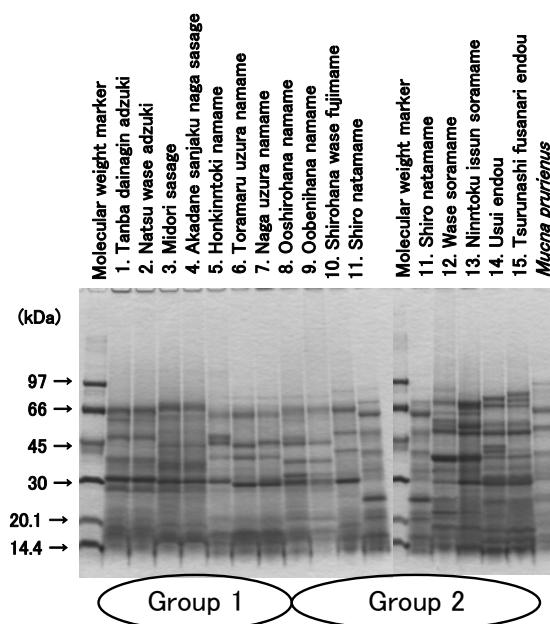 Molecular weight marker
1. Tanba dainagin adzuki
2. Natsu wase adzuki
3. Midori sasage
4. Akadane sanjaku naga sasage
5. Honkinntoki namame
6. Toramaru uzura namame
7. Naga uzura namame
8. Ooshirohana namame
9. Oobenihana namame
10. Shirohana wase fujimame
11. Shiro natamame
Molecular weight marker
11. Shiro natamame
12. Wase soramame
13. Ninntoku issun soramame
14. Usui endou
15. Tsurunashi fusanari endou
Mucna prurienus
(kDa)
97 →
66 →
45 →
30 →
20.1 →
14.4 →
Group 1
Group 2